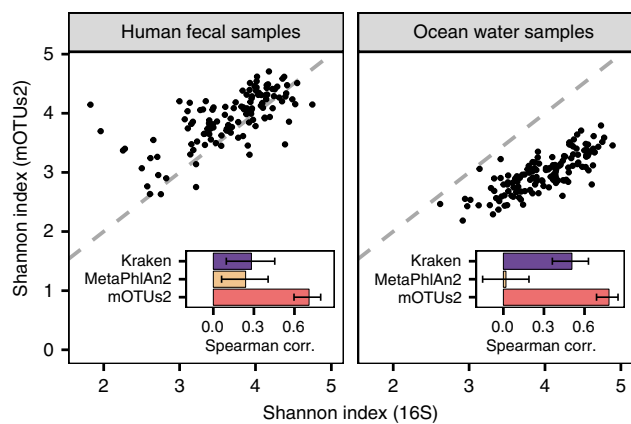 Human fecal samples
Ocean water samples
Shannon index (mOTUs2)
5
4
3
2
1
0
Kraken
MetaPhlAn2
mOTUs2
0.0 0.3 0.6
Spearman corr.
Kraken
MetaPhlAn2
mOTUs2
0.0 0.3 0.6
Spearman corr.
2 3 4 5
2 3 4 5
Shannon index (16S)